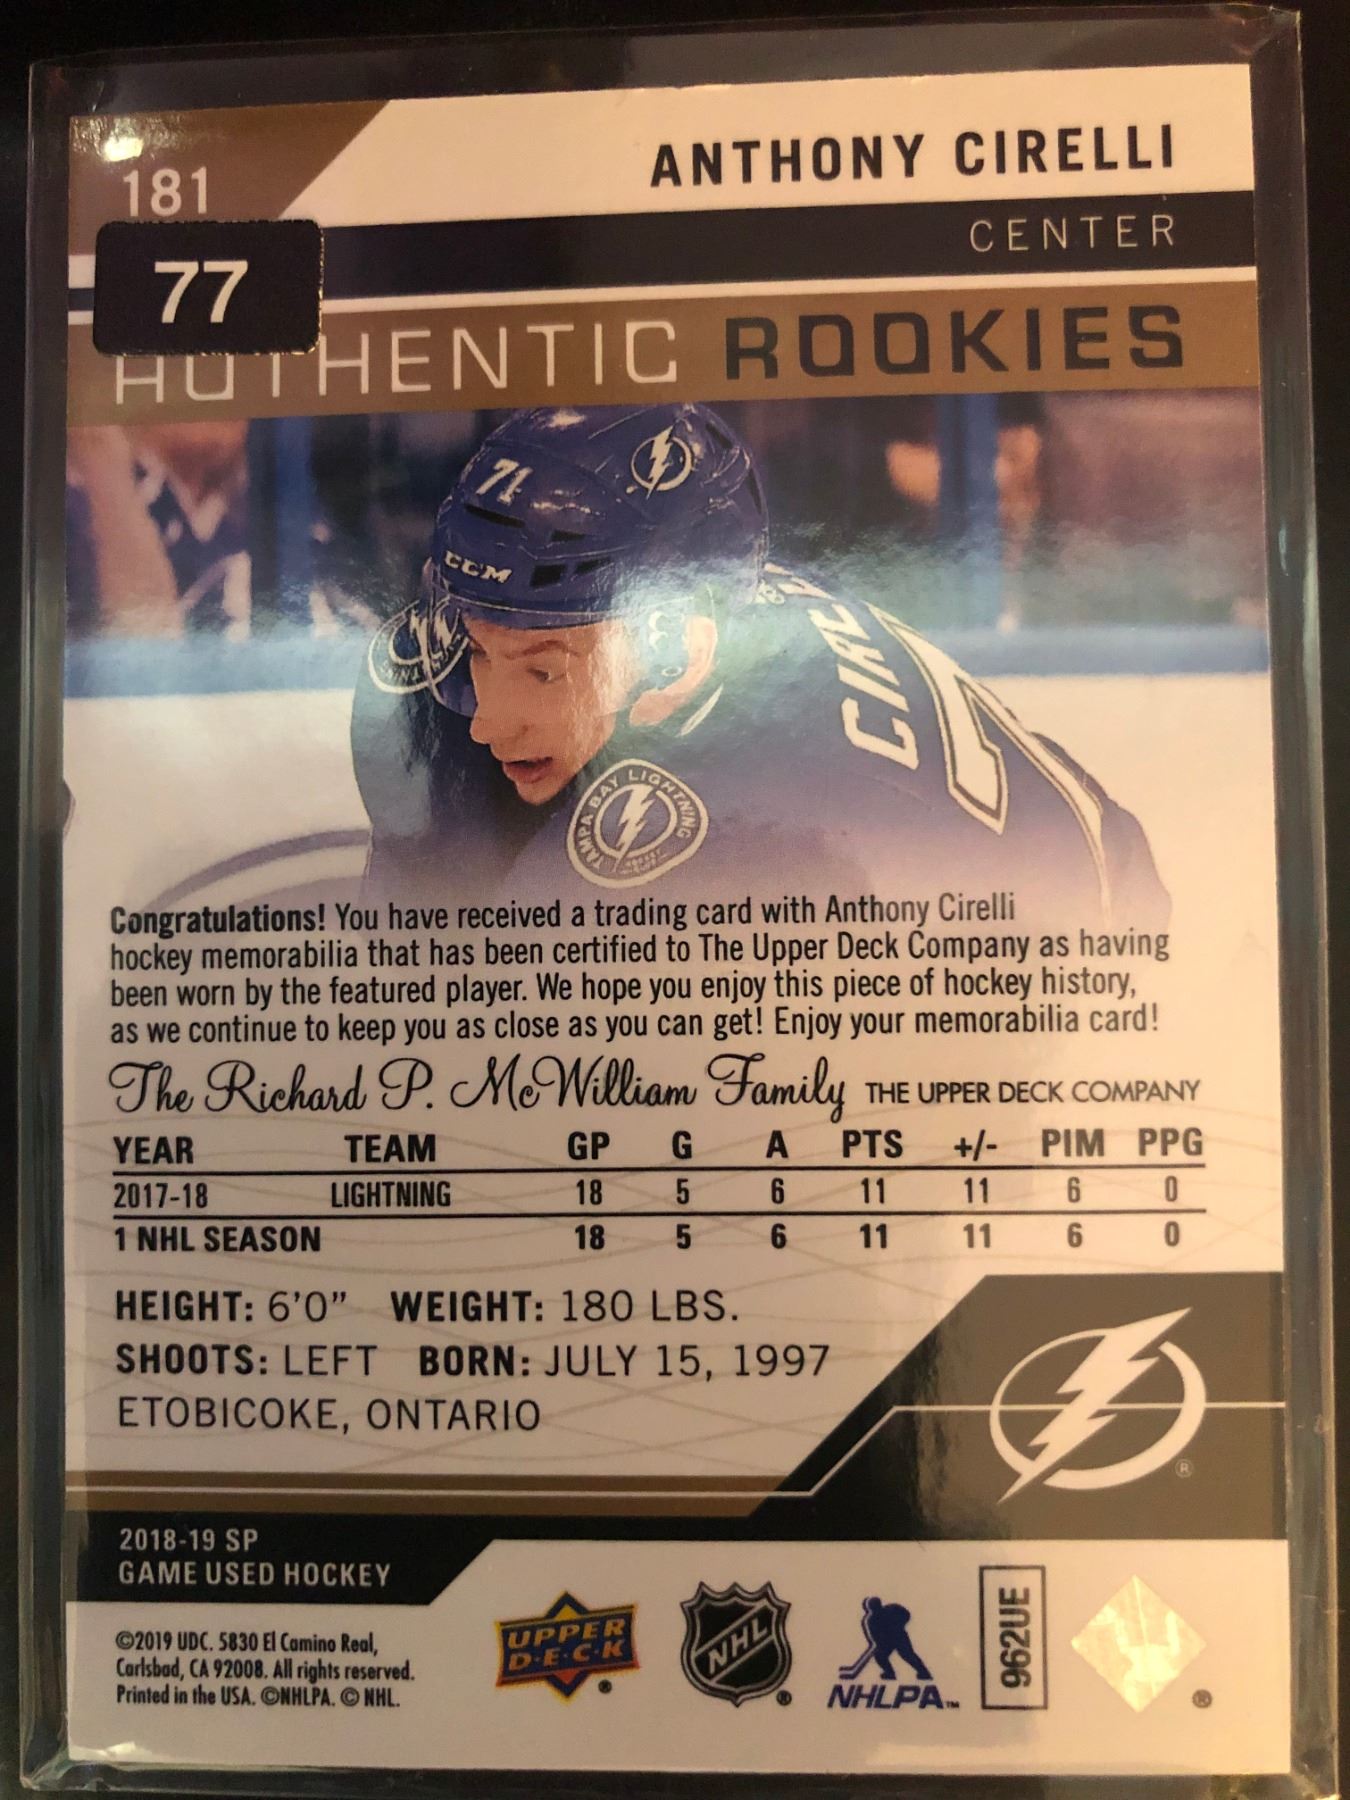 181
ANTHONY CIRELLI
CENTER
77
AUTHENTIC ROOKIES
71
CCM
TAMPA BAY LIGHTNING
Congratulations! You have received a trading card with Anthony Cirelli
hockey memorabilia that has been certified to The Upper Deck Company as having
been worn by the featured player. We hope you enjoy this piece of hockey history,
as we continue to keep you as close as you can get! Enjoy your memorabilia card!
The Richard P. McWilliam Family THE UPPER DECK COMPANY
YEAR TEAM GP G A PTS +/- PIM PPG
2017-18 LIGHTNING 18 5 6 11 11 6 0
1 NHL SEASON 18 5 6 11 11 6 0
HEIGHT: 6'0" WEIGHT: 180 LBS.
SHOOTS: LEFT BORN: JULY 15, 1997
ETOBICOKE, ONTARIO
®
2018-19 SP
GAME USED HOCKEY
©2019 UDC. 5830 El Camino Real,
Carlsbad, CA 92008. All rights reserved.
Printed in the USA. ©NHLPA. © NHL.
UPPER
D·E·C·K ®
NHL ®
NHLPA™
962UE
®